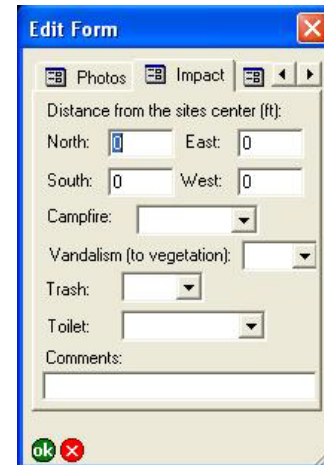 Edit Form
Photos Impact
Distance from the sites center (ft):
North: 0 East: 0
South: 0 West: 0
Campfire:
Vandalism (to vegetation):
Trash:
Toilet:
Comments:
ok